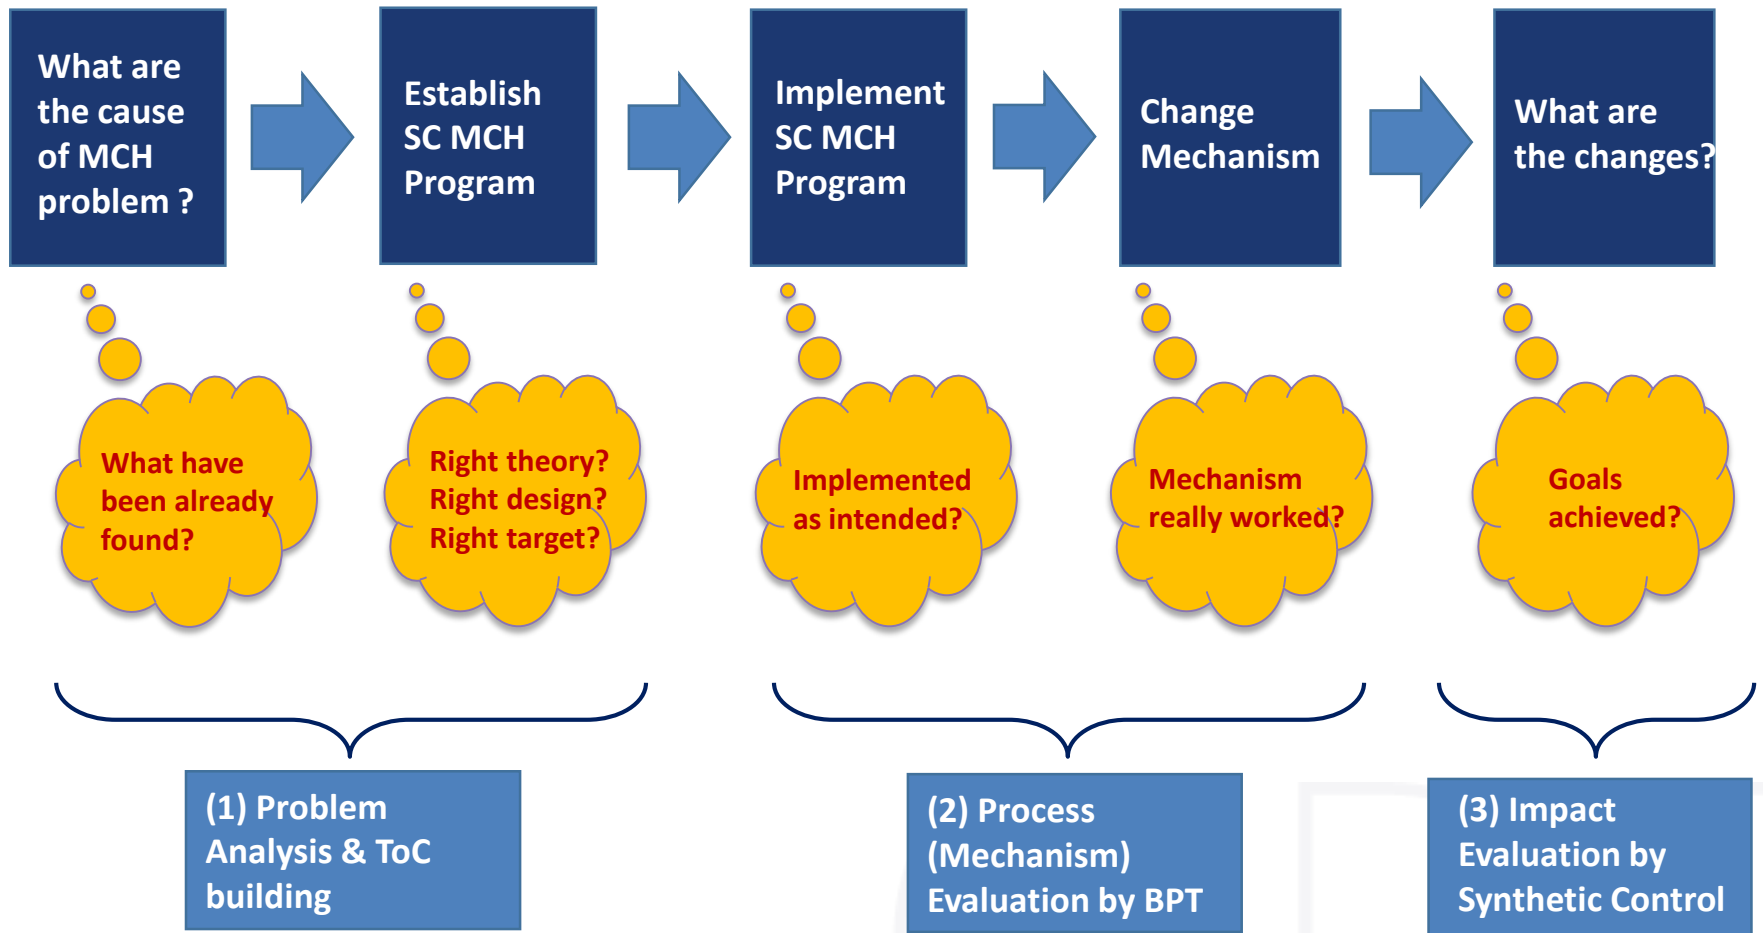 What are
the cause
of MCH
problem ?
Establish
SC MCH
Program
Implement
SC MCH
Program
Change
Mechanism
What are
the changes?
What have
been already
found?
Right theory?
Right design?
Right target?
Implemented
as intended?
Mechanism
really worked?
Goals
achieved?
(1) Problem
Analysis & ToC
building
(2) Process
(Mechanism)
Evaluation by BPT
(3) Impact
Evaluation by
Synthetic Control